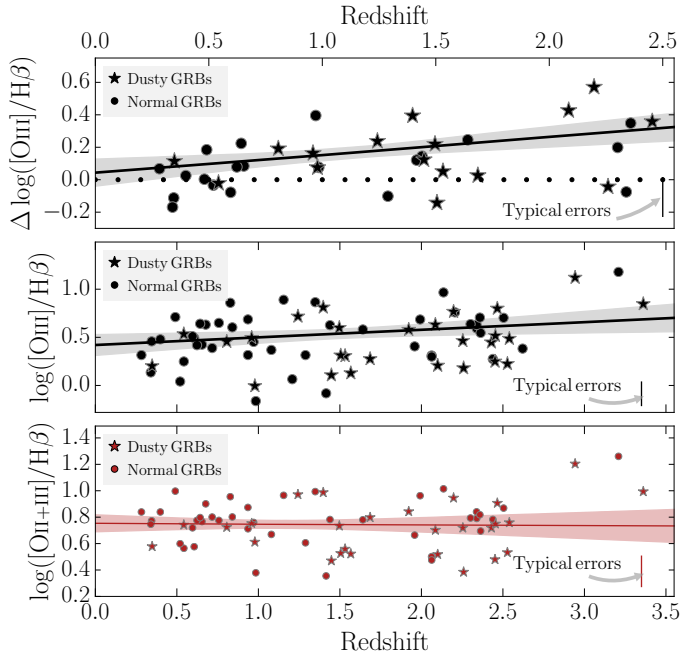 Redshift
0.0 0.5 1.0 1.5 2.0 2.5
Δ log([OIII]/Hβ)
0.6
0.4
0.2
0.0
−0.2
Dusty GRBs
Normal GRBs
Typical errors
log([OIII]/Hβ)
1.0
0.5
0.0
Dusty GRBs
Normal GRBs
Typical errors
log([OII+III]/Hβ)
1.4
1.2
1.0
0.8
0.6
0.4
0.2
Dusty GRBs
Normal GRBs
Typical errors
0.0 0.5 1.0 1.5 2.0 2.5 3.0 3.5
Redshift